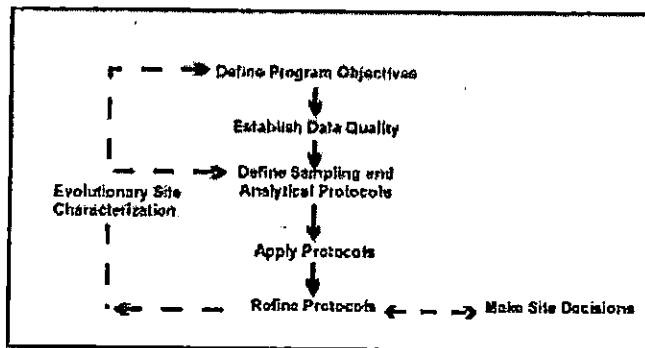 Define Program Objectives
Establish Data Quality
Define Sampling and
Analytical Protocols
Evolutionary Site
Characterization
Apply Protocols
Refine Protocols
Make Site Decisions